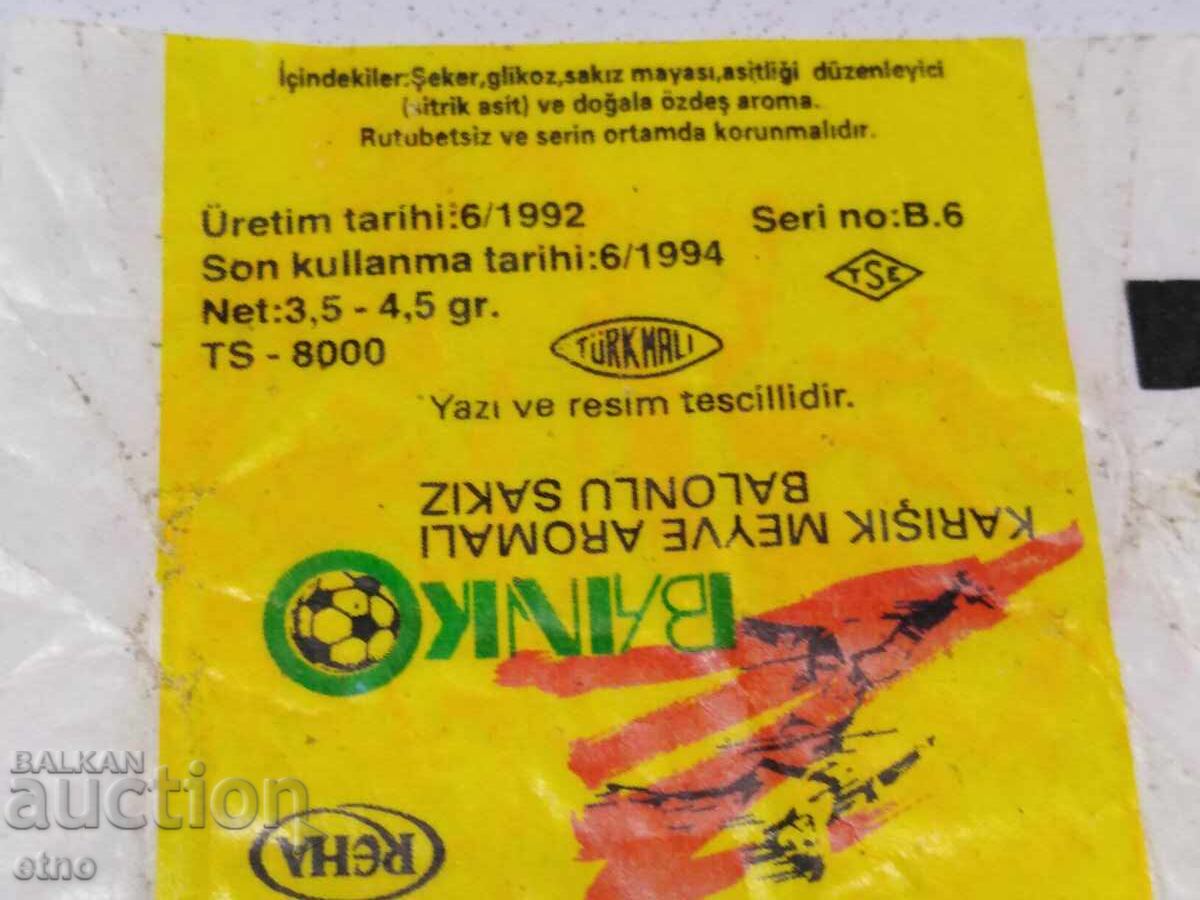 İçindekiler:Şeker,glikoz,sakız mayası,asitliği düzenleyici
(sitrik asit) ve doğala özdeş aroma.
Rutubetsiz ve serin ortamda korunmalıdır.
Üretim tarihi:6/1992
Seri no:B.6
Son kullanma tarihi:6/1994
TSE
Net:3,5 - 4,5 gr.
TS - 8000
TÜRK MALI
Yazı ve resim tescillidir.
KARIŞIK MEYVE AROMALI
BALONLU SAKIZ
BANKO
REHA
BALKAN
auction
etno